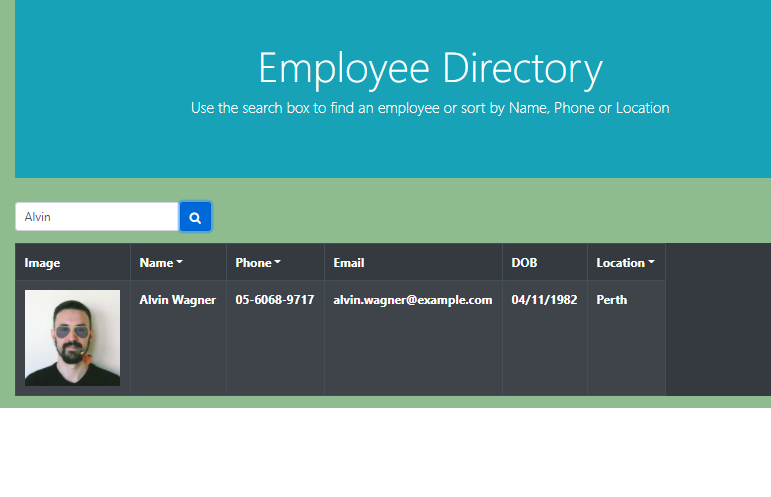 Employee Directory
Use the search box to find an employee or sort by Name, Phone or Location
Alvin
Image Name Phone Email DOB Location
Alvin Wagner 05-6068-9717 alvin.wagner@example.com 04/11/1982 Perth